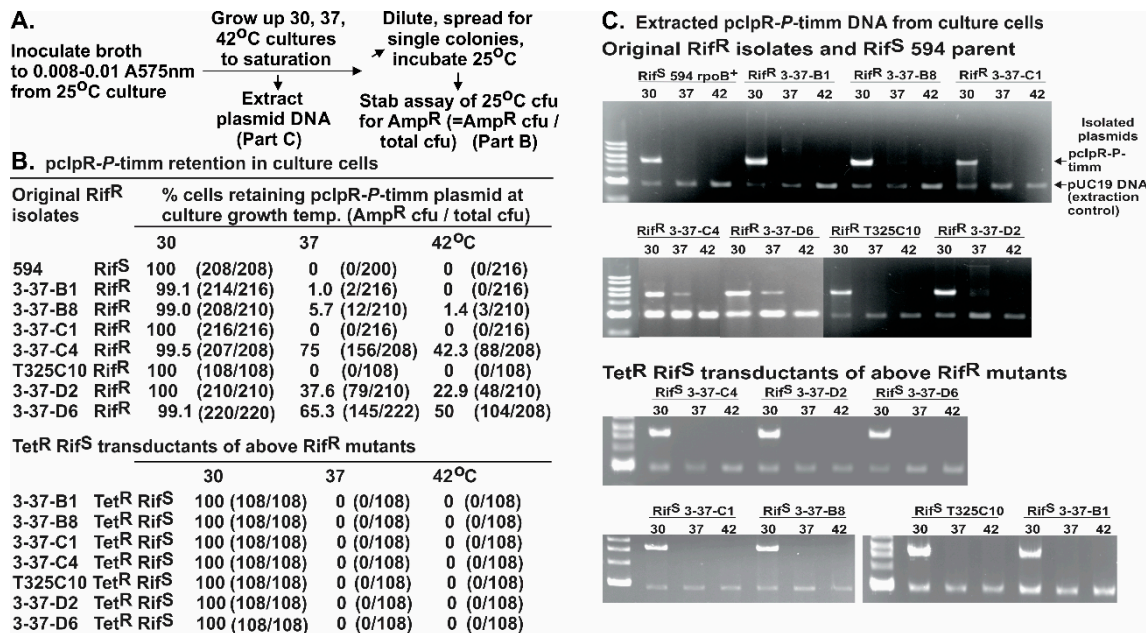 A.
Inoculate broth
to 0.008-0.01 A575nm
from 25ºC culture
Grow up 30, 37,
42ºC cultures
to saturation
Extract
plasmid DNA
(Part C)
Dilute, spread for
single colonies,
incubate 25ºC
Stab assay of 25ºC cfu
for AmpR (=AmpR cfu /
total cfu) (Part B)
B. pclpR-P-timm retention in culture cells
Original RifR
isolates
% cells retaining pclpR-P-timm plasmid at
culture growth temp. (AmpR cfu / total cfu)
30 37 42ºC
594 RifS 100 (208/208) 0 (0/200) 0 (0/216)
3-37-B1 RifR 99.1 (214/216) 1.0 (2/216) 0 (0/216)
3-37-B8 RifR 99.0 (208/210) 5.7 (12/210) 1.4 (3/210)
3-37-C1 RifR 100 (216/216) 0 (0/216) 0 (0/216)
3-37-C4 RifR 99.5 (207/208) 75 (156/208) 42.3 (88/208)
T325C10 RifR 100 (108/108) 0 (0/108) 0 (0/108)
3-37-D2 RifR 100 (210/210) 37.6 (79/210) 22.9 (48/210)
3-37-D6 RifR 99.1 (220/220) 65.3 (145/222) 50 (104/208)
TetR RifS transductants of above RifR mutants
30 37 42ºC
3-37-B1 TetR RifS 100 (108/108) 0 (0/108) 0 (0/108)
3-37-B8 TetR RifS 100 (108/108) 0 (0/108) 0 (0/108)
3-37-C1 TetR RifS 100 (108/108) 0 (0/108) 0 (0/108)
3-37-C4 TetR RifS 100 (108/108) 0 (0/108) 0 (0/108)
T325C10 TetR RifS 100 (108/108) 0 (0/108) 0 (0/108)
3-37-D2 TetR RifS 100 (108/108) 0 (0/108) 0 (0/108)
3-37-D6 TetR RifS 100 (108/108) 0 (0/108) 0 (0/108)
C. Extracted pclpR-P-timm DNA from culture cells
Original RifR isolates and RifS 594 parent
RifS 594 rpoB+ RifR 3-37-B1 RifR 3-37-B8 RifR 3-37-C1
30 37 42 30 37 42 30 37 42 30 37 42
Isolated
plasmids
pclpR-P-
timm
pUC19 DNA
(extraction
control)
RifR 3-37-C4 RifR 3-37-D6 RifR T325C10 RifR 3-37-D2
30 37 42 30 37 42 30 37 42 30 37 42
TetR RifS transductants of above RifR mutants
RifS 3-37-C4 RifS 3-37-D2 RifS 3-37-D6
30 37 42 30 37 42 30 37 42
RifS 3-37-C1 RifS 3-37-B8 RifS T325C10 RifS 3-37-B1
30 37 42 30 37 42 30 37 42 30 37 42